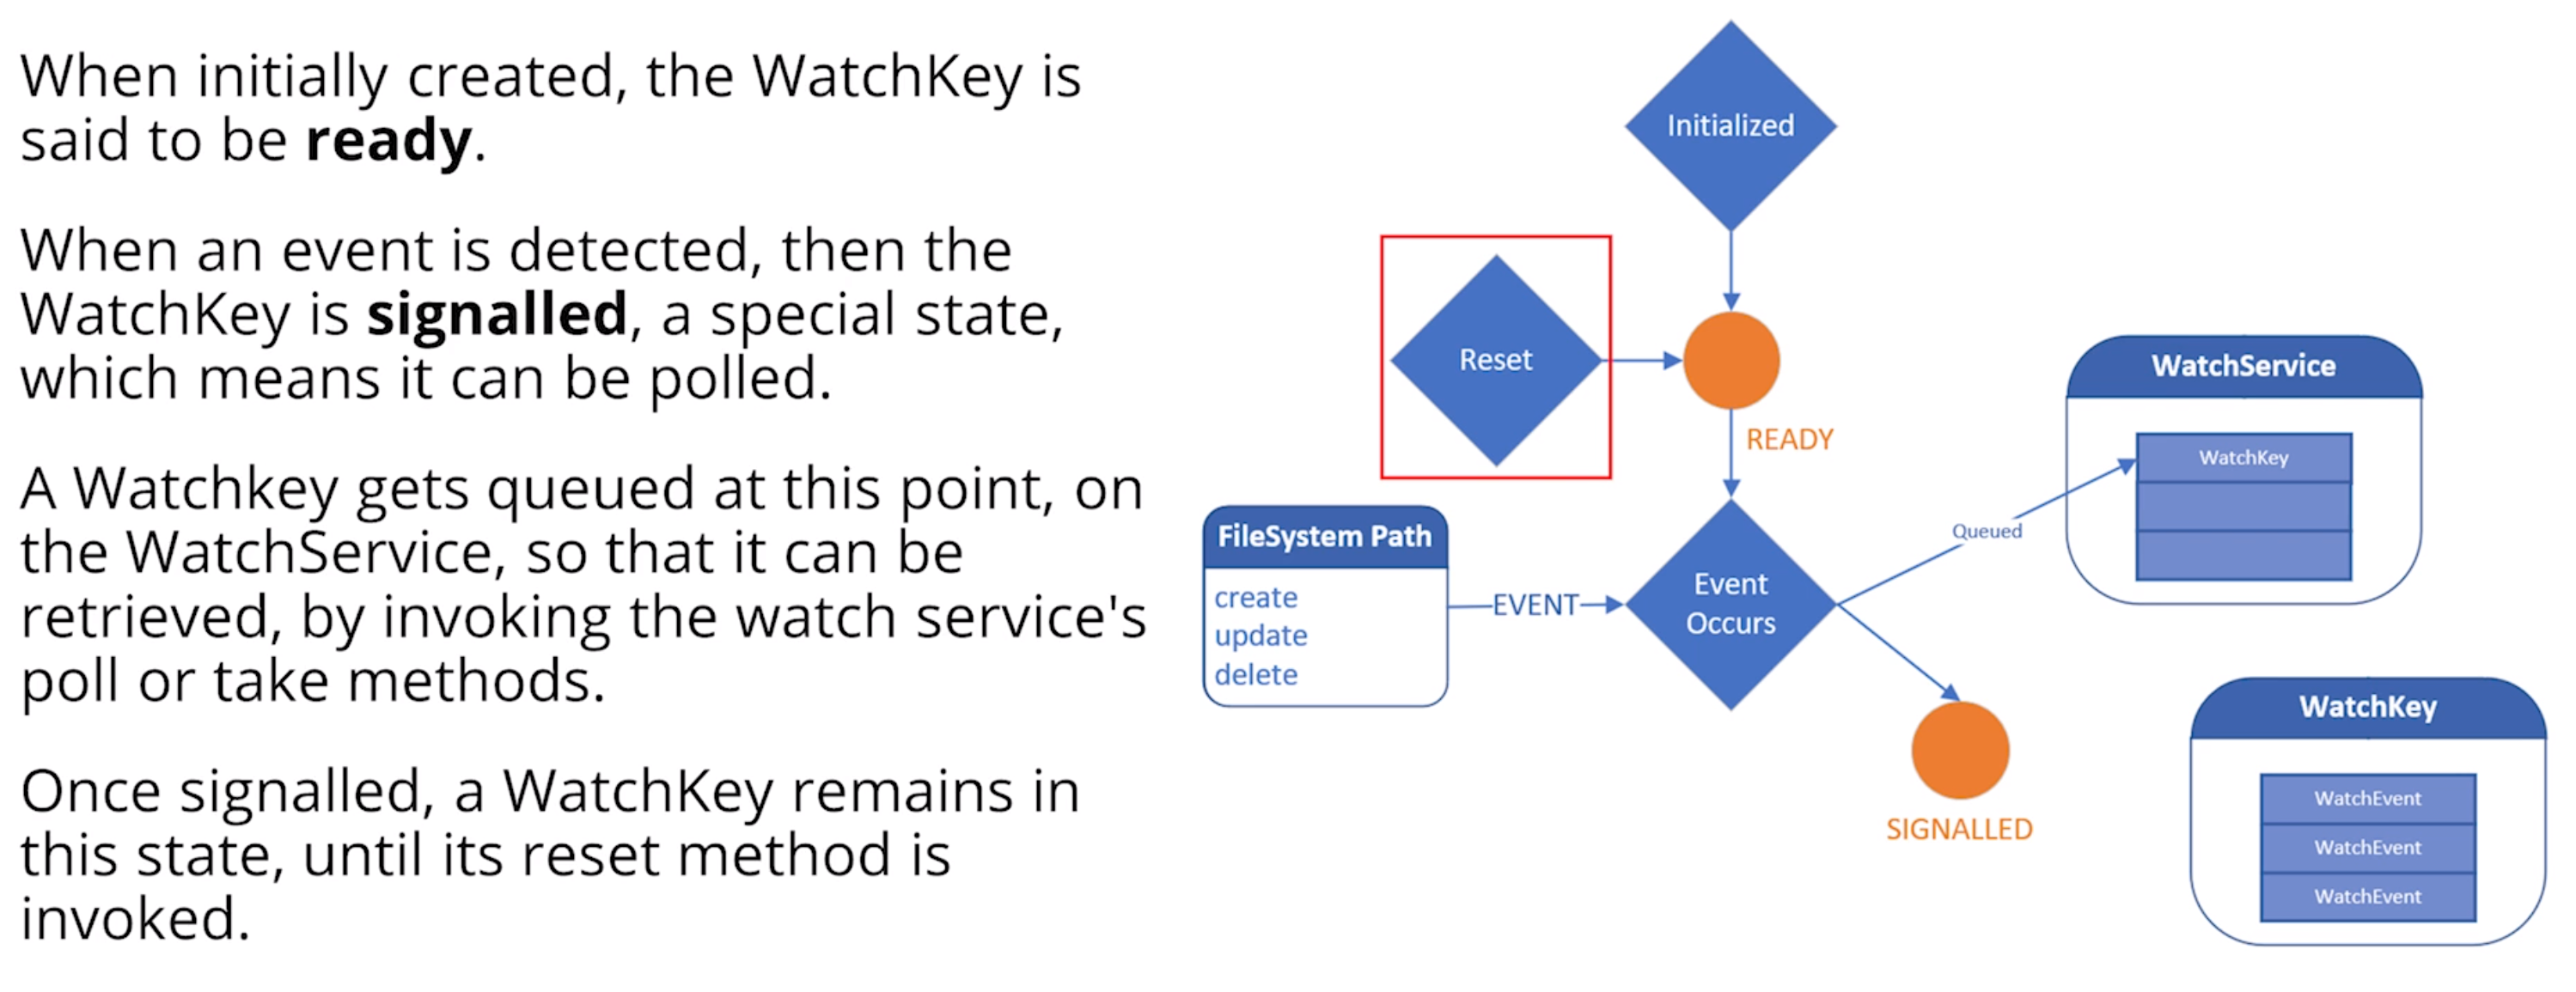 When initially created, the WatchKey is
said to be ready.
When an event is detected, then the
WatchKey is signalled, a special state,
which means it can be polled.
A Watchkey gets queued at this point, on
the WatchService, so that it can be
retrieved, by invoking the watch service's
poll or take methods.
Once signalled, a WatchKey remains in
this state, until its reset method is
invoked.
Initialized
Reset
READY
FileSystem Path
create
update
delete
EVENT
Event
Occurs
Queued
WatchService
WatchKey
SIGNALLED
WatchKey
WatchEvent
WatchEvent
WatchEvent